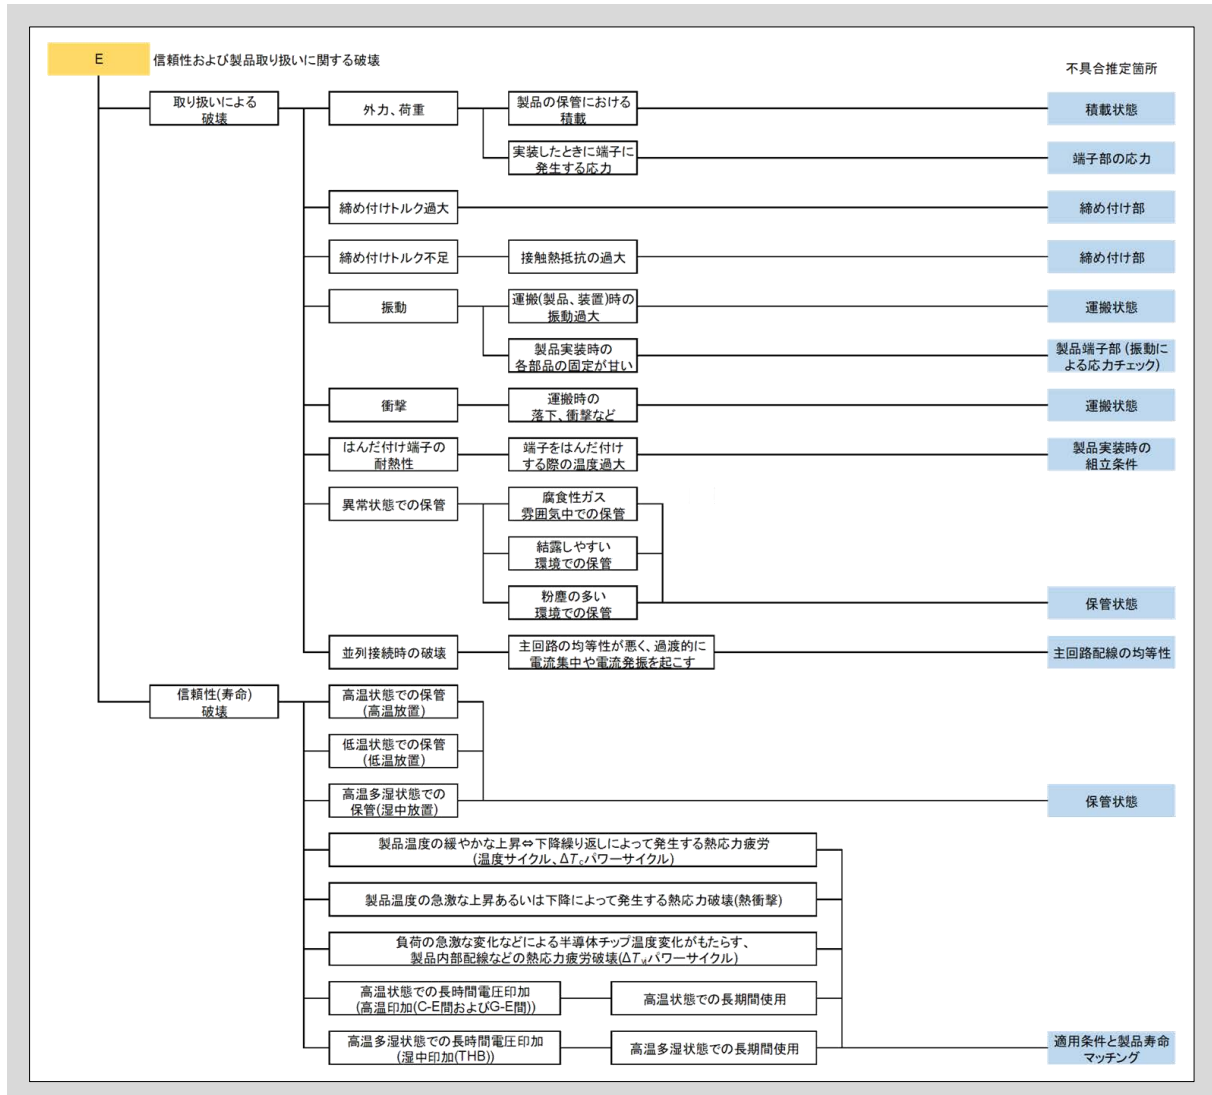 E
信頼性および製品取り扱いに関する破壊
不具合推定箇所
取り扱いによる
破壊
外力、荷重
製品の保管における
積載
積載状態
実装したときに端子に
発生する応力
端子部の応力
締め付けトルク過大
締め付け部
締め付けトルク不足
接触熱抵抗の過大
締め付け部
振動
運搬(製品、装置)時の
振動過大
運搬状態
製品実装時の
各部品の固定が甘い
製品端子部 (振動に
よる応力チェック)
衝撃
運搬時の
落下、衝撃など
運搬状態
はんだ付け端子の
耐熱性
端子をはんだ付け
する際の温度過大
製品実装時の
組立条件
異常状態での保管
腐食性ガス
雰囲気中での保管
結露しやすい
環境での保管
粉塵の多い
環境での保管
保管状態
並列接続時の破壊
主回路の均等性が悪く、過渡的に
電流集中や電流発振を起こす
主回路配線の均等性
信頼性(寿命)
破壊
高温状態での保管
(高温放置)
低温状態での保管
(低温放置)
高温多湿状態での
保管(湿中放置)
保管状態
製品温度の緩やかな上昇⇔下降繰り返しによって発生する熱応力疲労
(温度サイクル、ΔTcパワーサイクル)
製品温度の急激な上昇あるいは下降によって発生する熱応力破壊(熱衝撃)
負荷の急激な変化などによる半導体チップ温度変化がもたらす、
製品内部配線などの熱応力疲労破壊(ΔTvjパワーサイクル)
高温状態での長時間電圧印加
(高温印加(C-E間およびG-E間))
高温状態での長期間使用
高温多湿状態での長時間電圧印加
(湿中印加(THB))
高温多湿状態での長期間使用
適用条件と製品寿命
マッチング